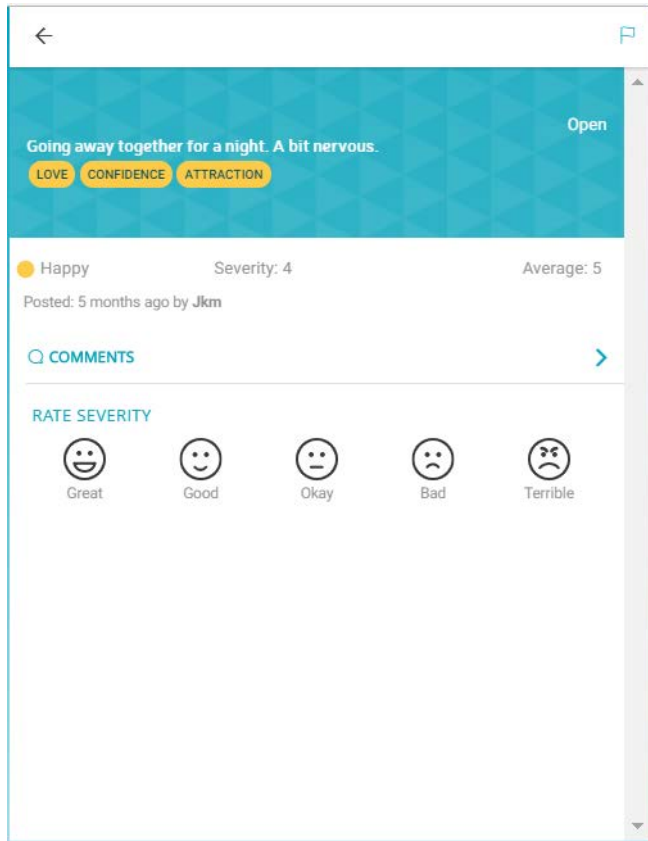 Open
Going away together for a night. A bit nervous.
LOVE CONFIDENCE ATTRACTION
Happy Severity: 4 Average: 5
Posted: 5 months ago by Jkm
COMMENTS
RATE SEVERITY
Great Good Okay Bad Terrible